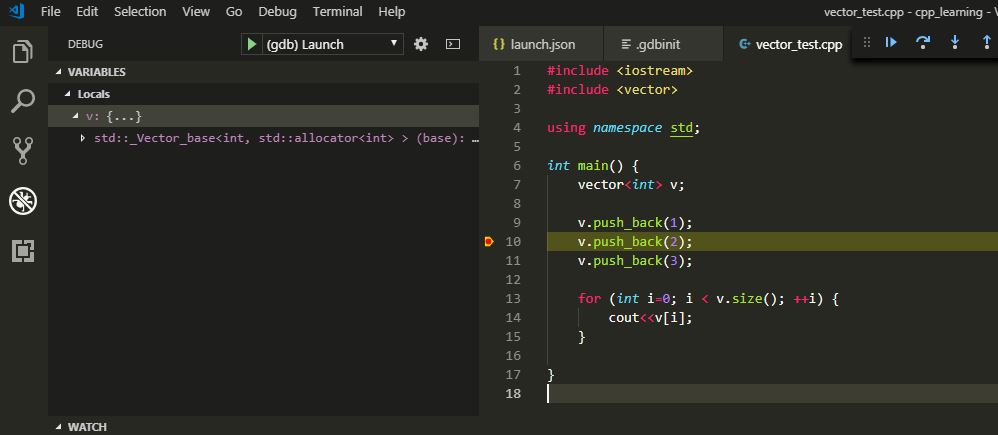 File Edit Selection View Go Debug Terminal Help vector_test.cpp - cpp_learning - V
DEBUG (gdb) Launch
launch.json .gdbinit vector_test.cpp
VARIABLES
Locals
v: {...}
std::_Vector_base<int, std::allocator<int> > (base): …
WATCH
1 #include <iostream>
2 #include <vector>
3
4 using namespace std;
5
6 int main() {
7 vector<int> v;
8
9 v.push_back(1);
10 v.push_back(2);
11 v.push_back(3);
12
13 for (int i=0; i < v.size(); ++i) {
14 cout<<v[i];
15 }
16
17 }
18